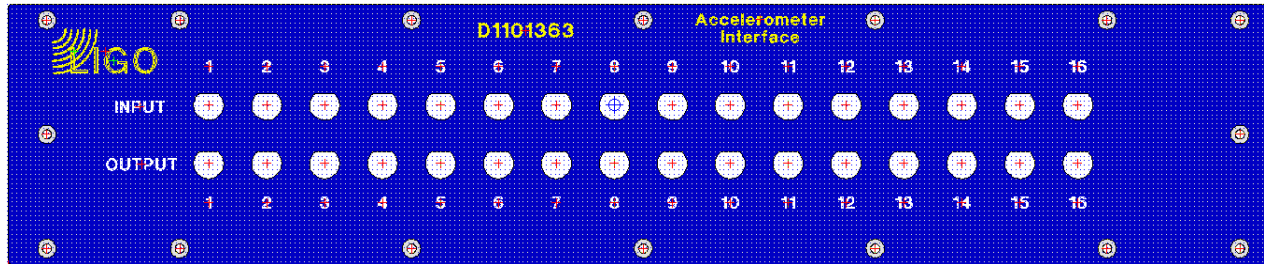 D1101363
Accelerometer
Interface
LIGO
1 2 3 4 5 6 7 8 9 10 11 12 13 14 15 16
INPUT
OUTPUT
1 2 3 4 5 6 7 8 9 10 11 12 13 14 15 16